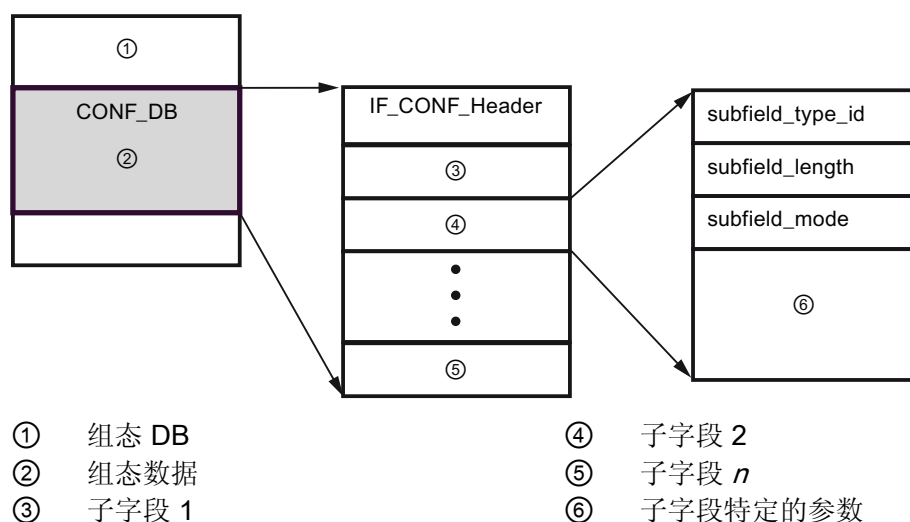 ①
CONF_DB
②
IF_CONF_Header
③
④
⑤
subfield_type_id
subfield_length
subfield_mode
⑥
① 组态 DB
② 组态数据
③ 子字段 1
④ 子字段 2
⑤ 子字段 n
⑥ 子字段特定的参数